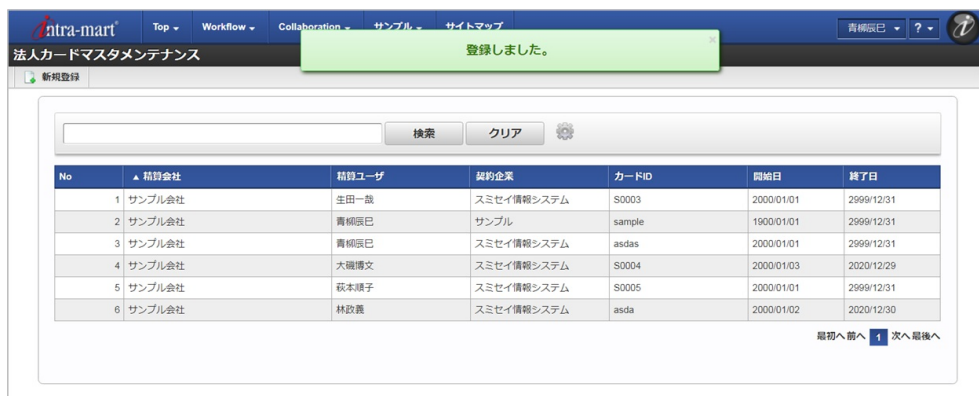 intra-mart Top Workflow Collaboration サンプル サイトマップ 青柳辰巳 ?
登録しました。
×
法人カードマスタメンテナンス
新規登録
検索 クリア
No ▲ 精算会社 精算ユーザ 契約企業 カードID 開始日 終了日
1 サンプル会社 生田一哉 スミセイ情報システム S0003 2000/01/01 2999/12/31
2 サンプル会社 青柳辰巳 サンプル sample 1900/01/01 2999/12/31
3 サンプル会社 青柳辰巳 スミセイ情報システム asdas 2000/01/01 2999/12/31
4 サンプル会社 大磯博文 スミセイ情報システム S0004 2000/01/03 2020/12/29
5 サンプル会社 萩本順子 スミセイ情報システム S0005 2000/01/01 2999/12/31
6 サンプル会社 林政義 スミセイ情報システム asda 2000/01/02 2020/12/30
最初へ 前へ 1 次へ 最後へ